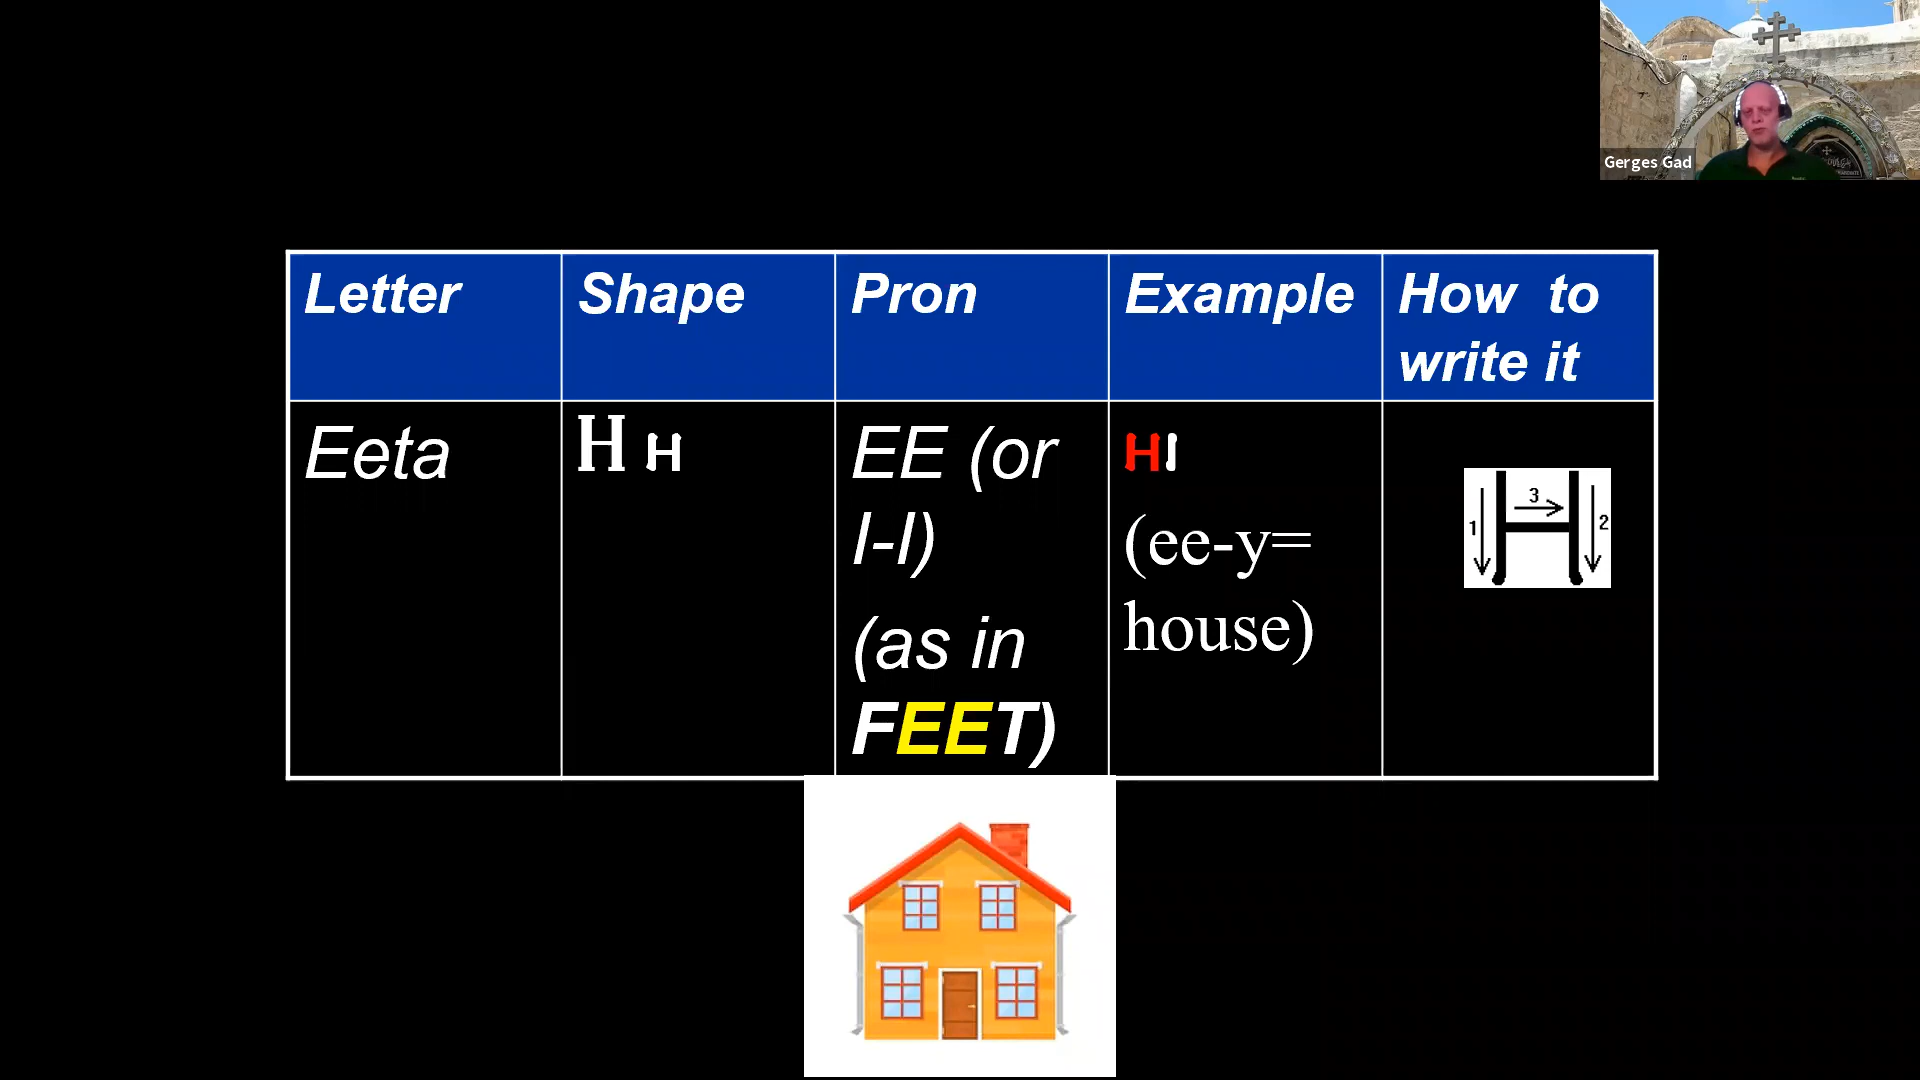 Gerges Gad
Letter
Shape
Pron
Example
How to
write it
Eeta
Ⲏ ⲏ
EE (or
I-I)
(as in
FEET)
ⲏⲓ
(ee-y=
house)
1
3
2